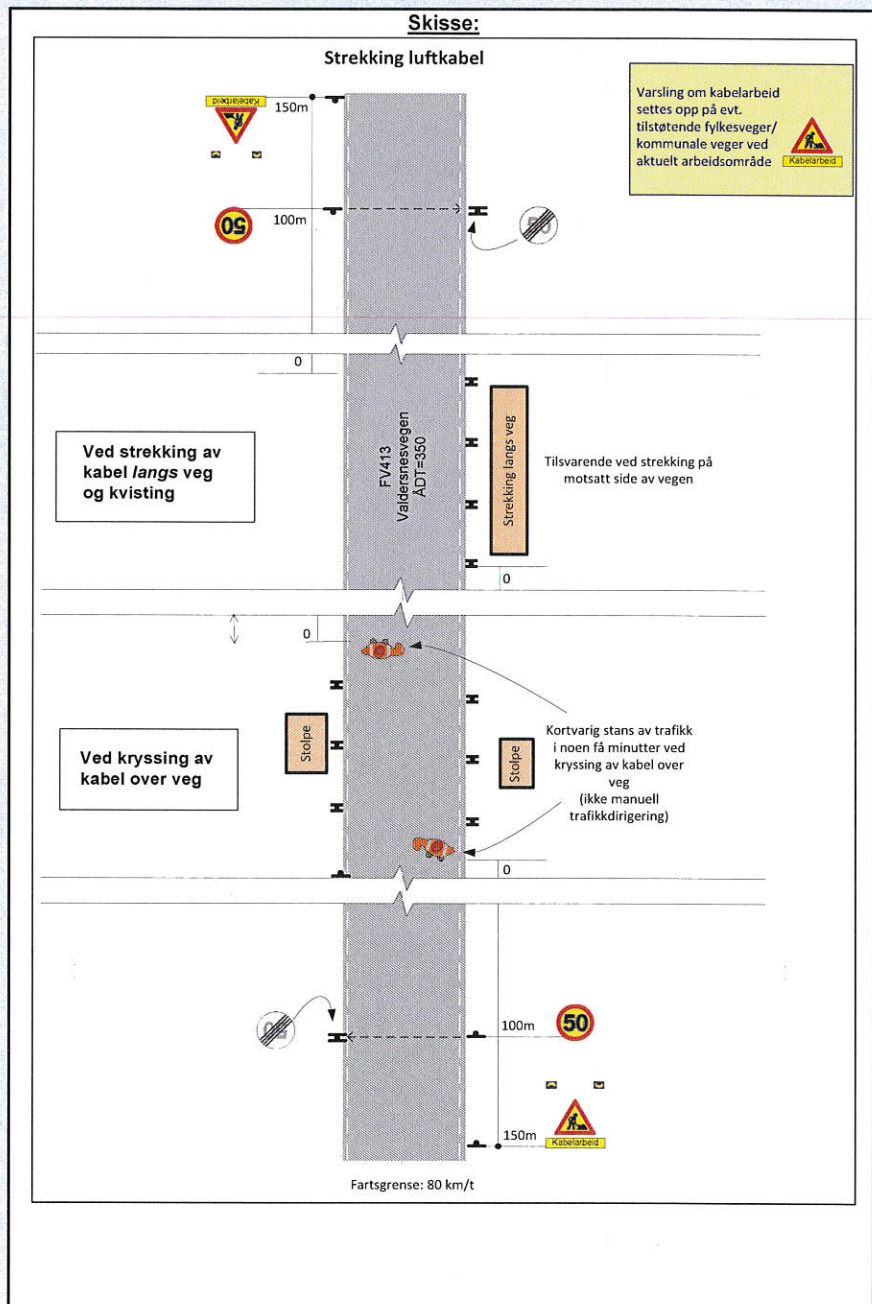 Skisse:
Strekking luftkabel
Kabelarbeid
150m
Varsling om kabelarbeid
settes opp på evt.
tilstøtende fylkesveger/
kommunale veger ved
aktuelt arbeidsområde
Kabelarbeid
50
100m
50
0
Ved strekking av
kabel langs veg
og kvisting
FV413
Valdersnesvegen
ÅDT=350
Strekking langs veg
Tilsvarende ved strekking på
motsatt side av vegen
0
0
Ved kryssing av
kabel over veg
Stolpe
Stolpe
Kortvarig stans av trafikk
i noen få minutter ved
kryssing av kabel over
veg
(ikke manuell
trafikkdirigering)
0
50
100m
50
150m
Kabelarbeid
Fartsgrense: 80 km/t